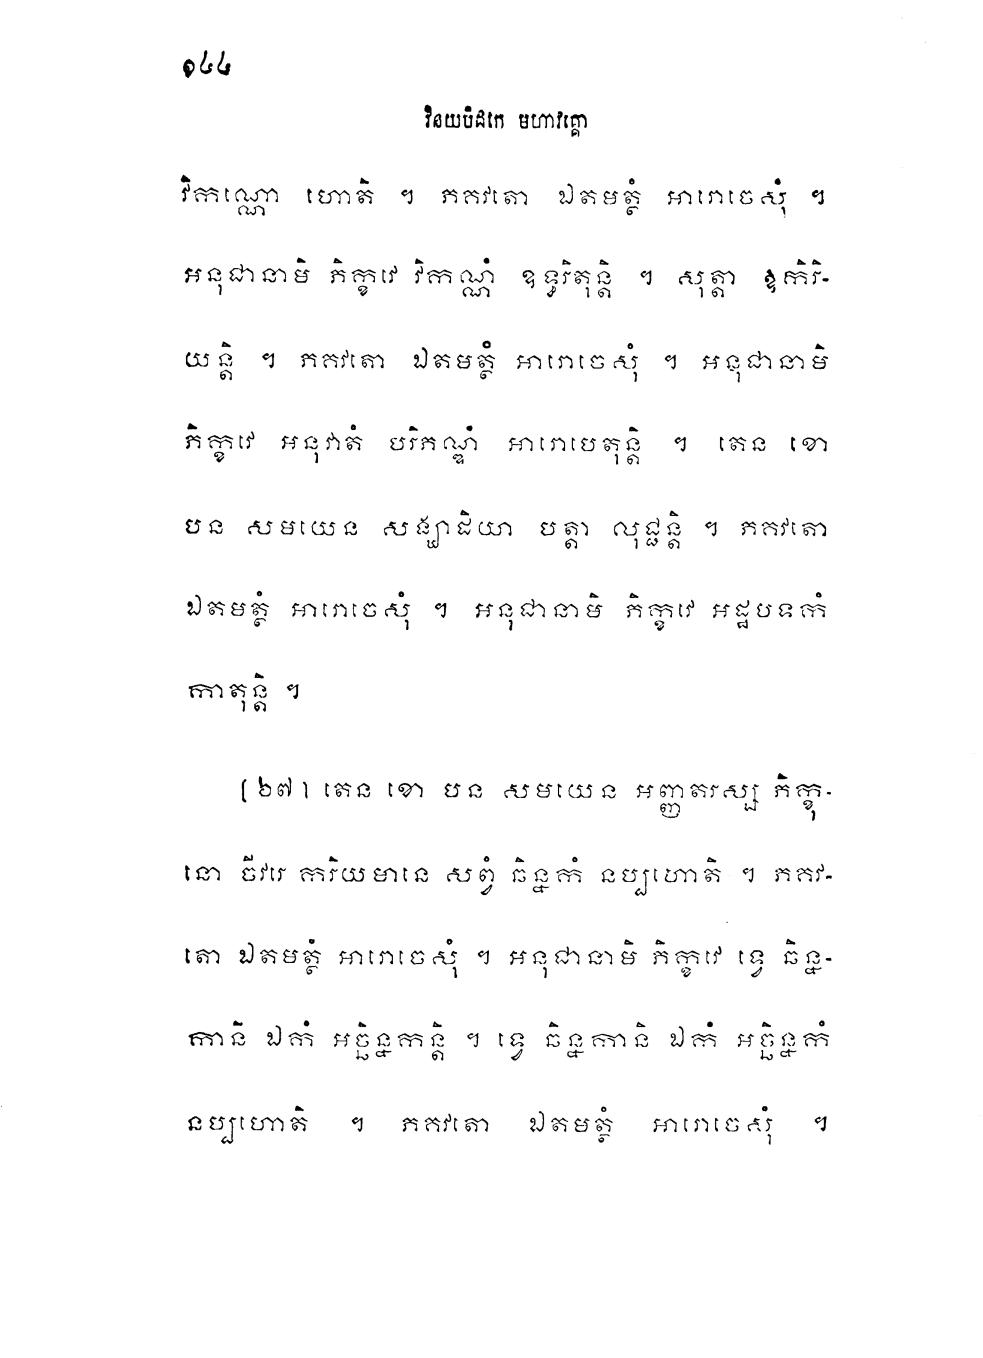 ១៤៤
វិនយបិដកេ មហាវគ្គោ
វិកណ្ណោ ហោតិ ។ ភគវតោ ឯតមត្ថំ អារោចេសុំ ។
អនុជានាមិ ភិក្ខវេ វិកណ្ណំ ឧទ្ធរិតុន្តិ ។ សុត្តា ឱកិរិ-
យន្តិ ។ ភគវតោ ឯតមត្ថំ អារោចេសុំ ។ អនុជានាមិ
ភិក្ខវេ អនុវាតំ បរិភណ្ឌំ អារោបេតុន្តិ ។ តេន ខោ
បន សមយេន សង្ឃាដិយា បត្តា លុជ្ជន្តិ ។ ភគវតោ
ឯតមត្ថំ អារោចេសុំ ។ អនុជានាមិ ភិក្ខវេ អដ្ឋបទកំ
កាតុន្តិ ។
[២៧] តេន ខោ បន សមយេន អញ្ញតរស្ស ភិក្ខុ-
នោ ចីវរេ ករិយមានេ សព្វំ ឆិន្នកំ នប្បហោតិ ។ ភគវ-
តោ ឯតមត្ថំ អារោចេសុំ ។ អនុជានាមិ ភិក្ខវេ ទ្វេ ឆិន្ន-
កានិ ឯកំ អច្ឆិន្នកន្តិ ។ ទ្វេ ឆិន្នកានិ ឯកំ អច្ឆិន្នកំ
នប្បហោតិ ។ ភគវតោ ឯតមត្ថំ អារោចេសុំ ។